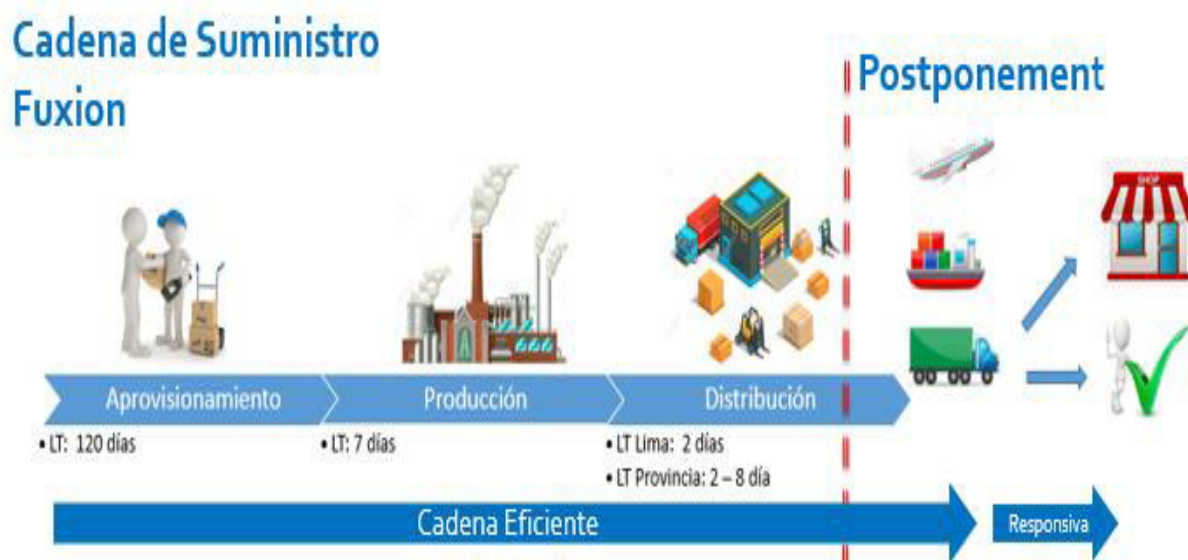 Cadena de Suministro
Fuxion
Postponement
SHOP
Aprovisionamiento
Producción
Distribución
• LT: 120 días
• LT: 7 días
• LT Lima: 2 días
• LT Provincia: 2 – 8 día
Cadena Eficiente
Responsiva